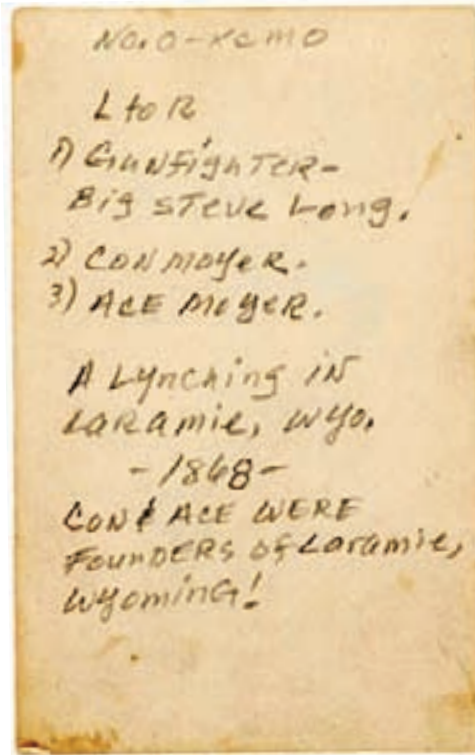 NO. 0-KCMO
L to R
1) GUNFIGHTER-
Big STEVE LONG.
2) CON MOYER.
3) ACE MOYER.
A Lynching IN
LARAMIE, WYO.
- 1868 -
CON & ACE WERE
FOUNDERS of Laramie,
WYOMING!